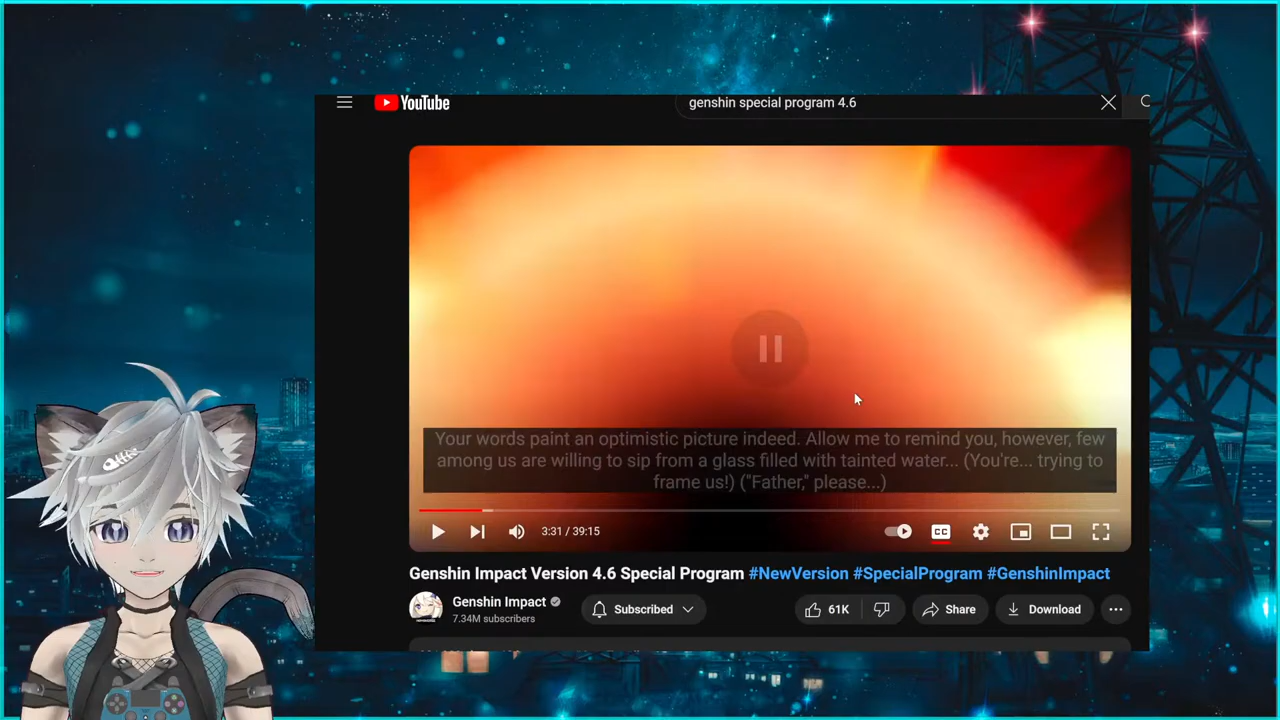 YouTube
genshin special program 4.6
Your words paint an optimistic picture indeed. Allow me to remind you, however, few
among us are willing to sip from a glass filled with tainted water... (You're... trying to
frame us!) ("Father," please...)
3:31 / 39:15
CC
Genshin Impact Version 4.6 Special Program #NewVersion #SpecialProgram #GenshinImpact
Genshin Impact
7.34M subscribers
Subscribed
61K
Share
Download